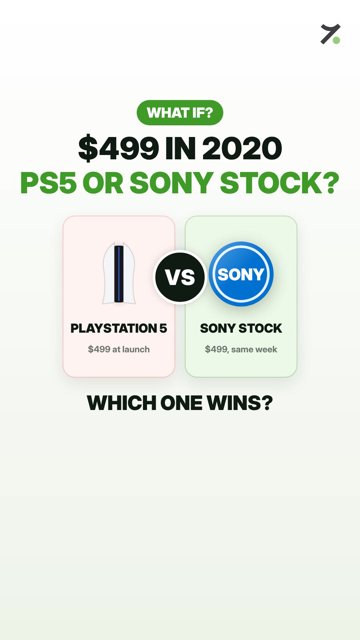 WHAT IF?
$499 IN 2020
PS5 OR SONY STOCK?
VS
SONY
PLAYSTATION 5
$499 at launch
SONY STOCK
$499, same week
WHICH ONE WINS?